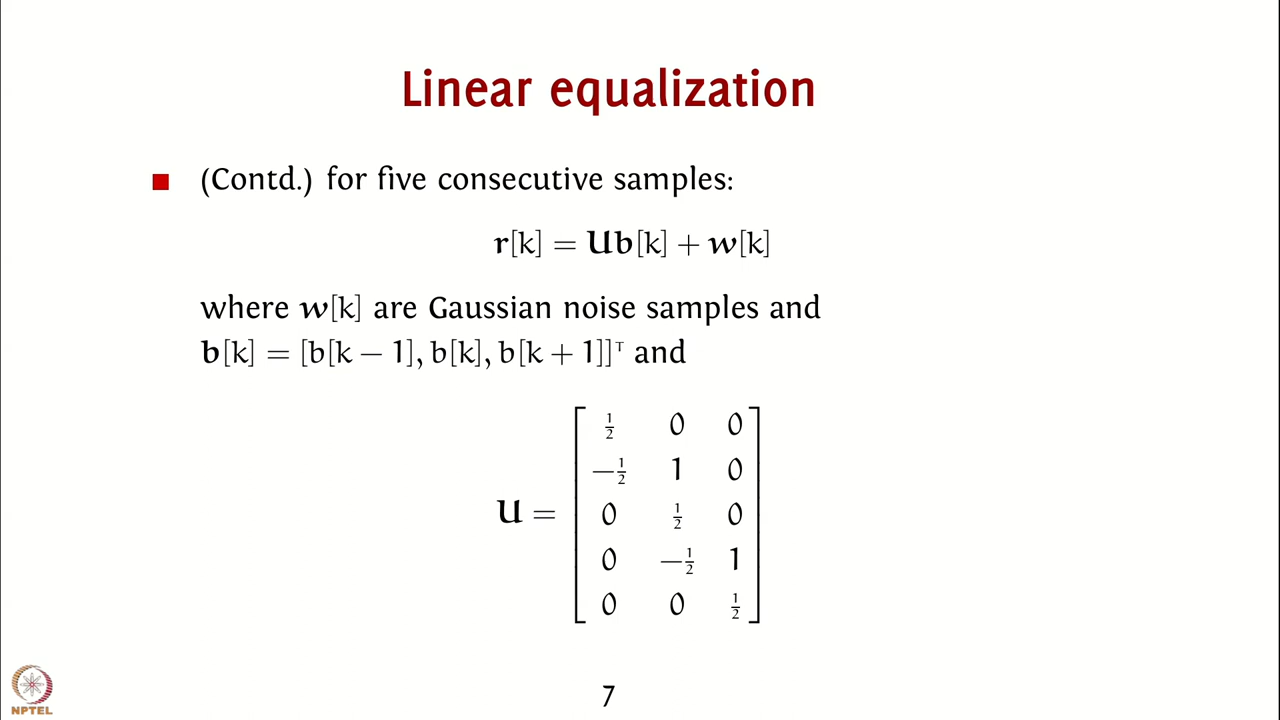 Linear equalization
(Contd.) for five consecutive samples:
r[k] = Ub[k] + w[k]
where w[k] are Gaussian noise samples and
b[k] = [b[k − 1], b[k], b[k + 1]]ᵀ and
U = [ ½ 0 0
−½ 1 0
0 ½ 0
0 −½ 1
0 0 ½ ]
7
NPTEL